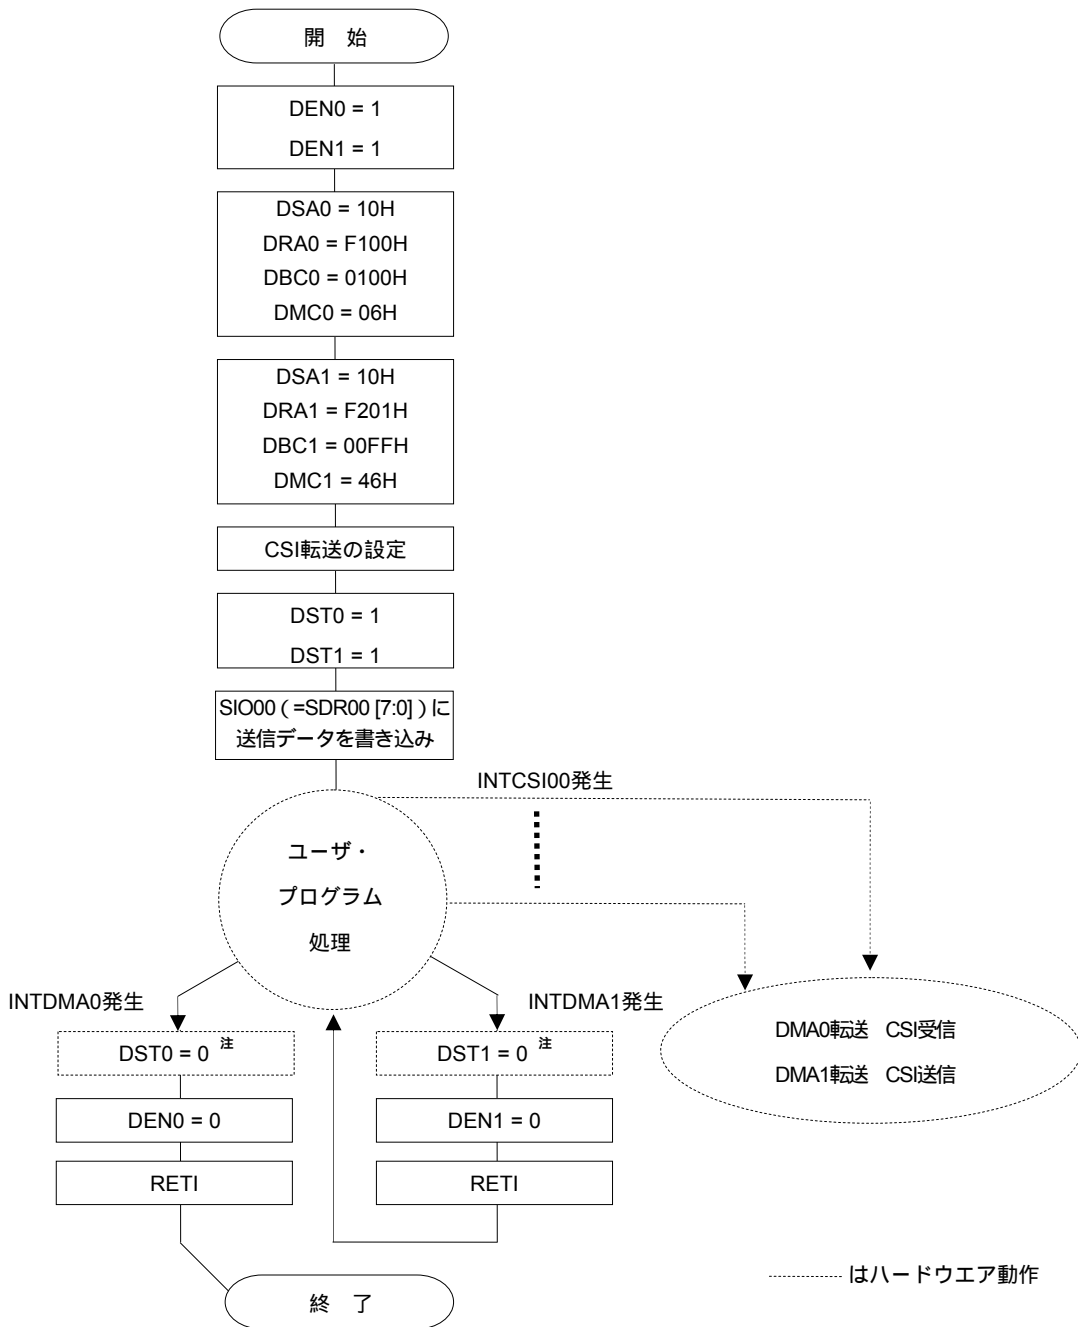 開 始
DEN0 = 1
DEN1 = 1
DSA0 = 10H
DRA0 = F100H
DBC0 = 0100H
DMC0 = 06H
DSA1 = 10H
DRA1 = F201H
DBC1 = 00FFH
DMC1 = 46H
CSI転送の設定
DST0 = 1
DST1 = 1
SIO00（=SDR00 [7:0]）に
送信データを書き込み
INTCSI00発生
ユーザ・
プログラム
処理
INTDMA0発生
INTDMA1発生
DST0 = 0 注
DST1 = 0 注
DMA0転送 CSI受信
DMA1転送 CSI送信
DEN0 = 0
DEN1 = 0
RETI
RETI
はハードウエア動作
終 了